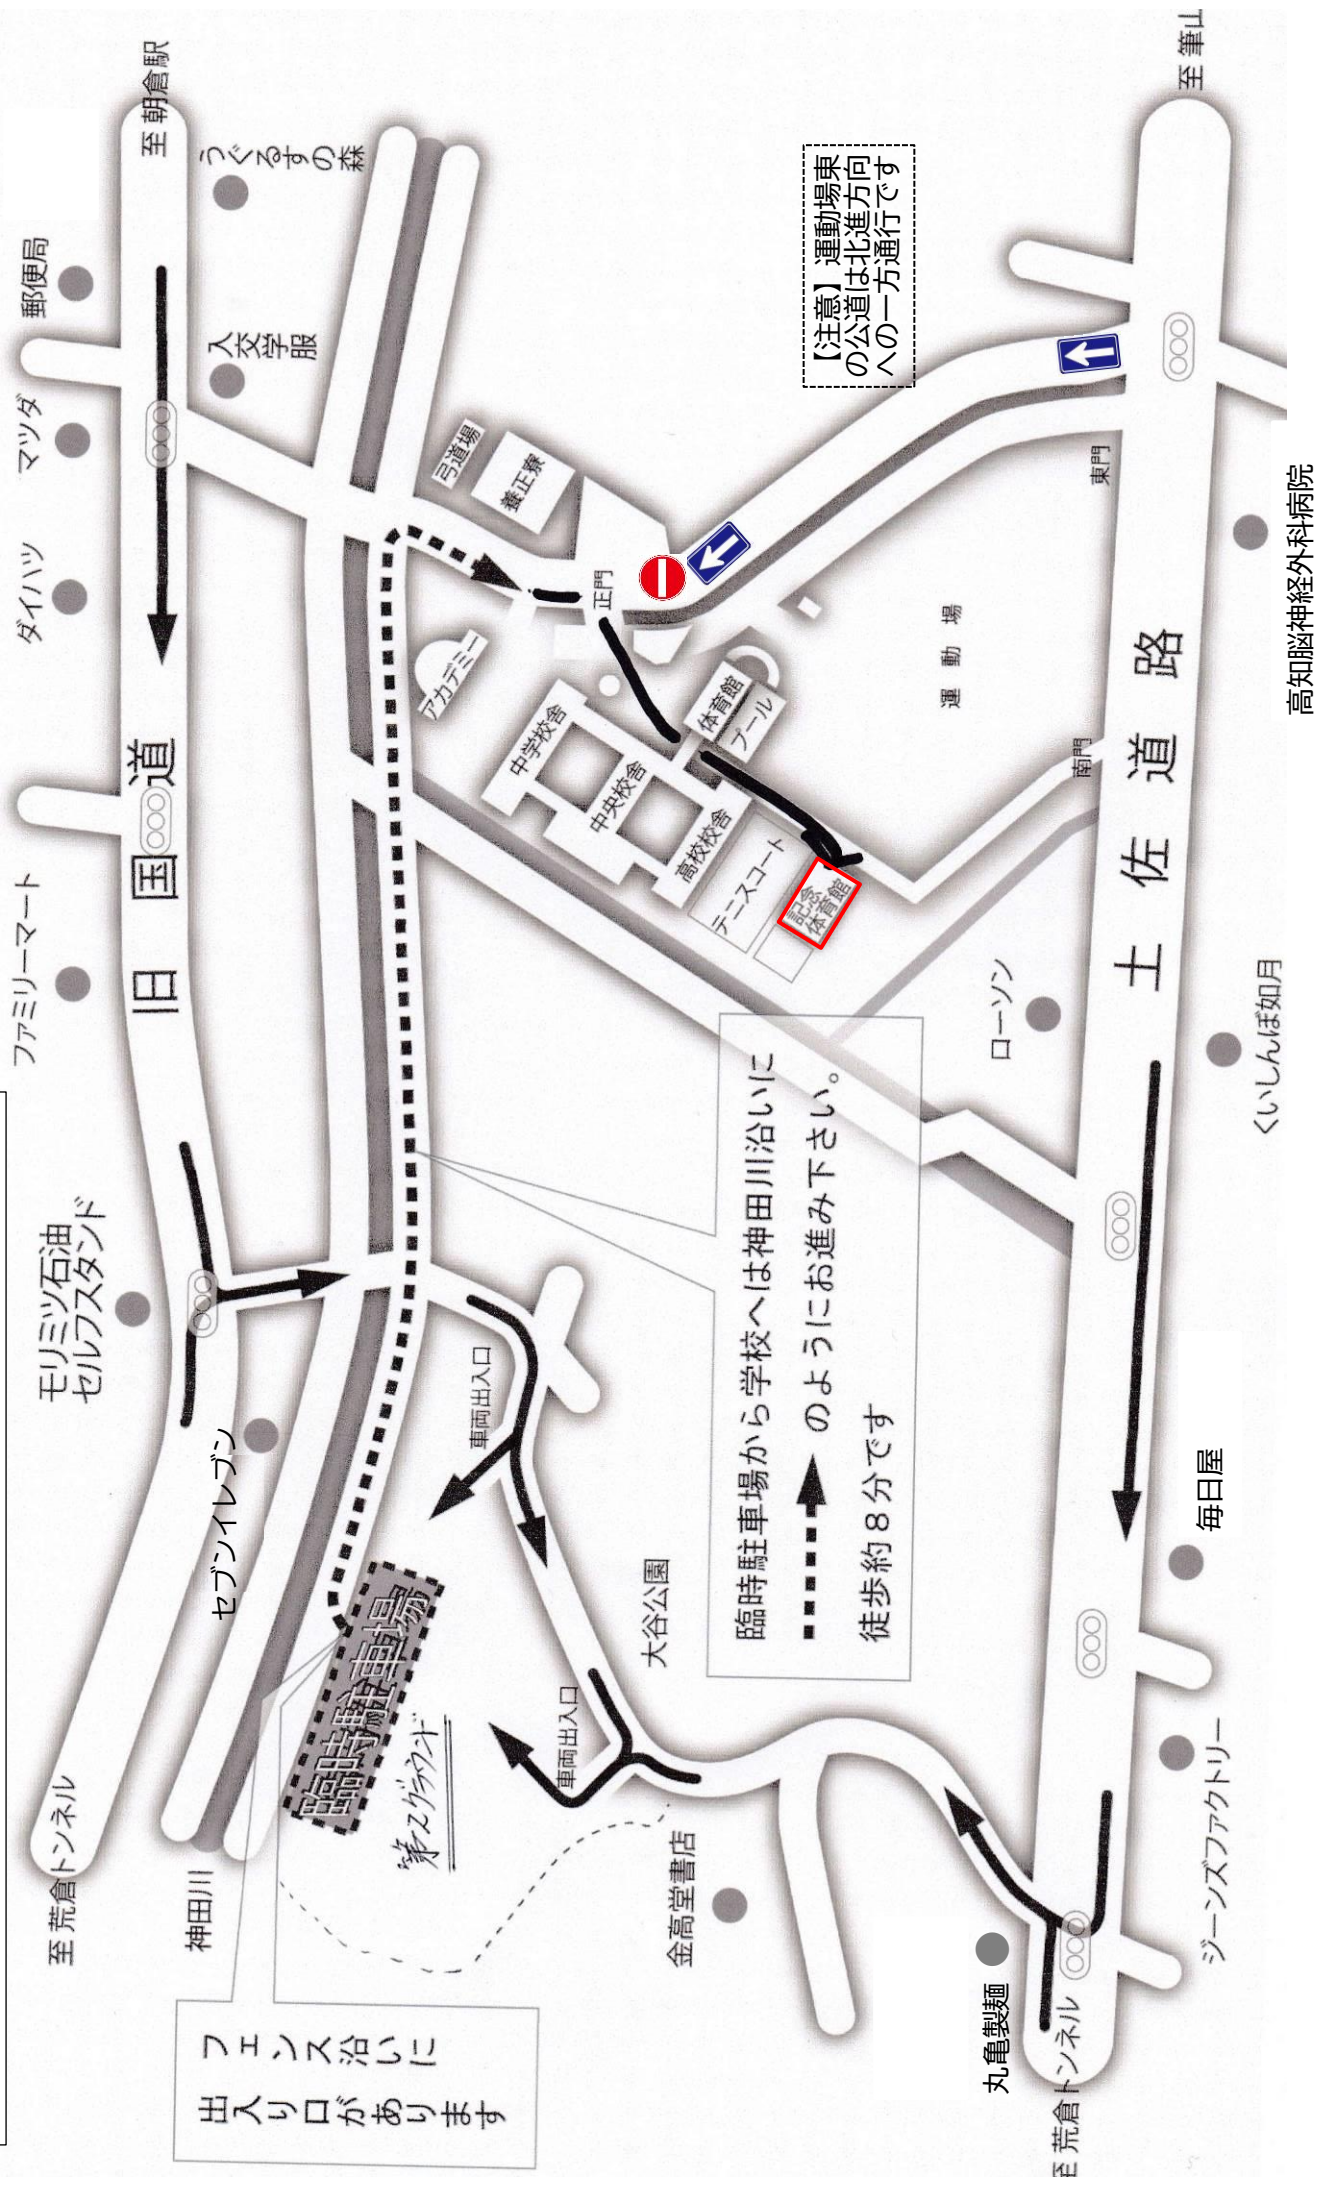 至 荒倉トンネル
セブンイレブン
モリミツ石油
セルフスタンド
ファミリーマート
旧国道
ダイハツ
マツダ
郵便局
至 朝倉駅
入交学服
うぐるすの森
神田川
フェンス沿いに
出入り口があります
臨時駐車場
第2グラウンド
車両出入口
車両出入口
金高堂書店
大谷公園
臨時駐車場から学校へは神田川沿いに
のようにお進み下さい。
徒歩約8分です
アカデミー
弓道場
養正寮
正門
中学校舎
中央校舎
高校校舎
体育館
プール
テニスコート
記念
体育館
運動場
東門
南門
【注意】運動場東
の公道は北進方向
への一方通行です
ローソン
土佐道路
至 筆山
丸亀製麺
至 荒倉トンネル
ジーンズファクトリー
毎日屋
くいしんぼ如月
高知脳神経外科病院